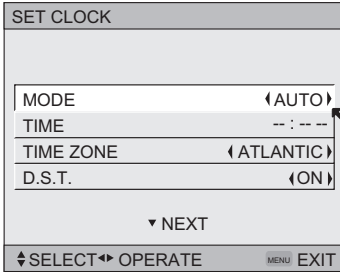 SET CLOCK
MODE ◀AUTO▶
TIME -- : -- --
TIME ZONE ◀ATLANTIC▶
D.S.T. ◀ON▶
▼ NEXT
▲▼SELECT ◀▶ OPERATE MENU EXIT